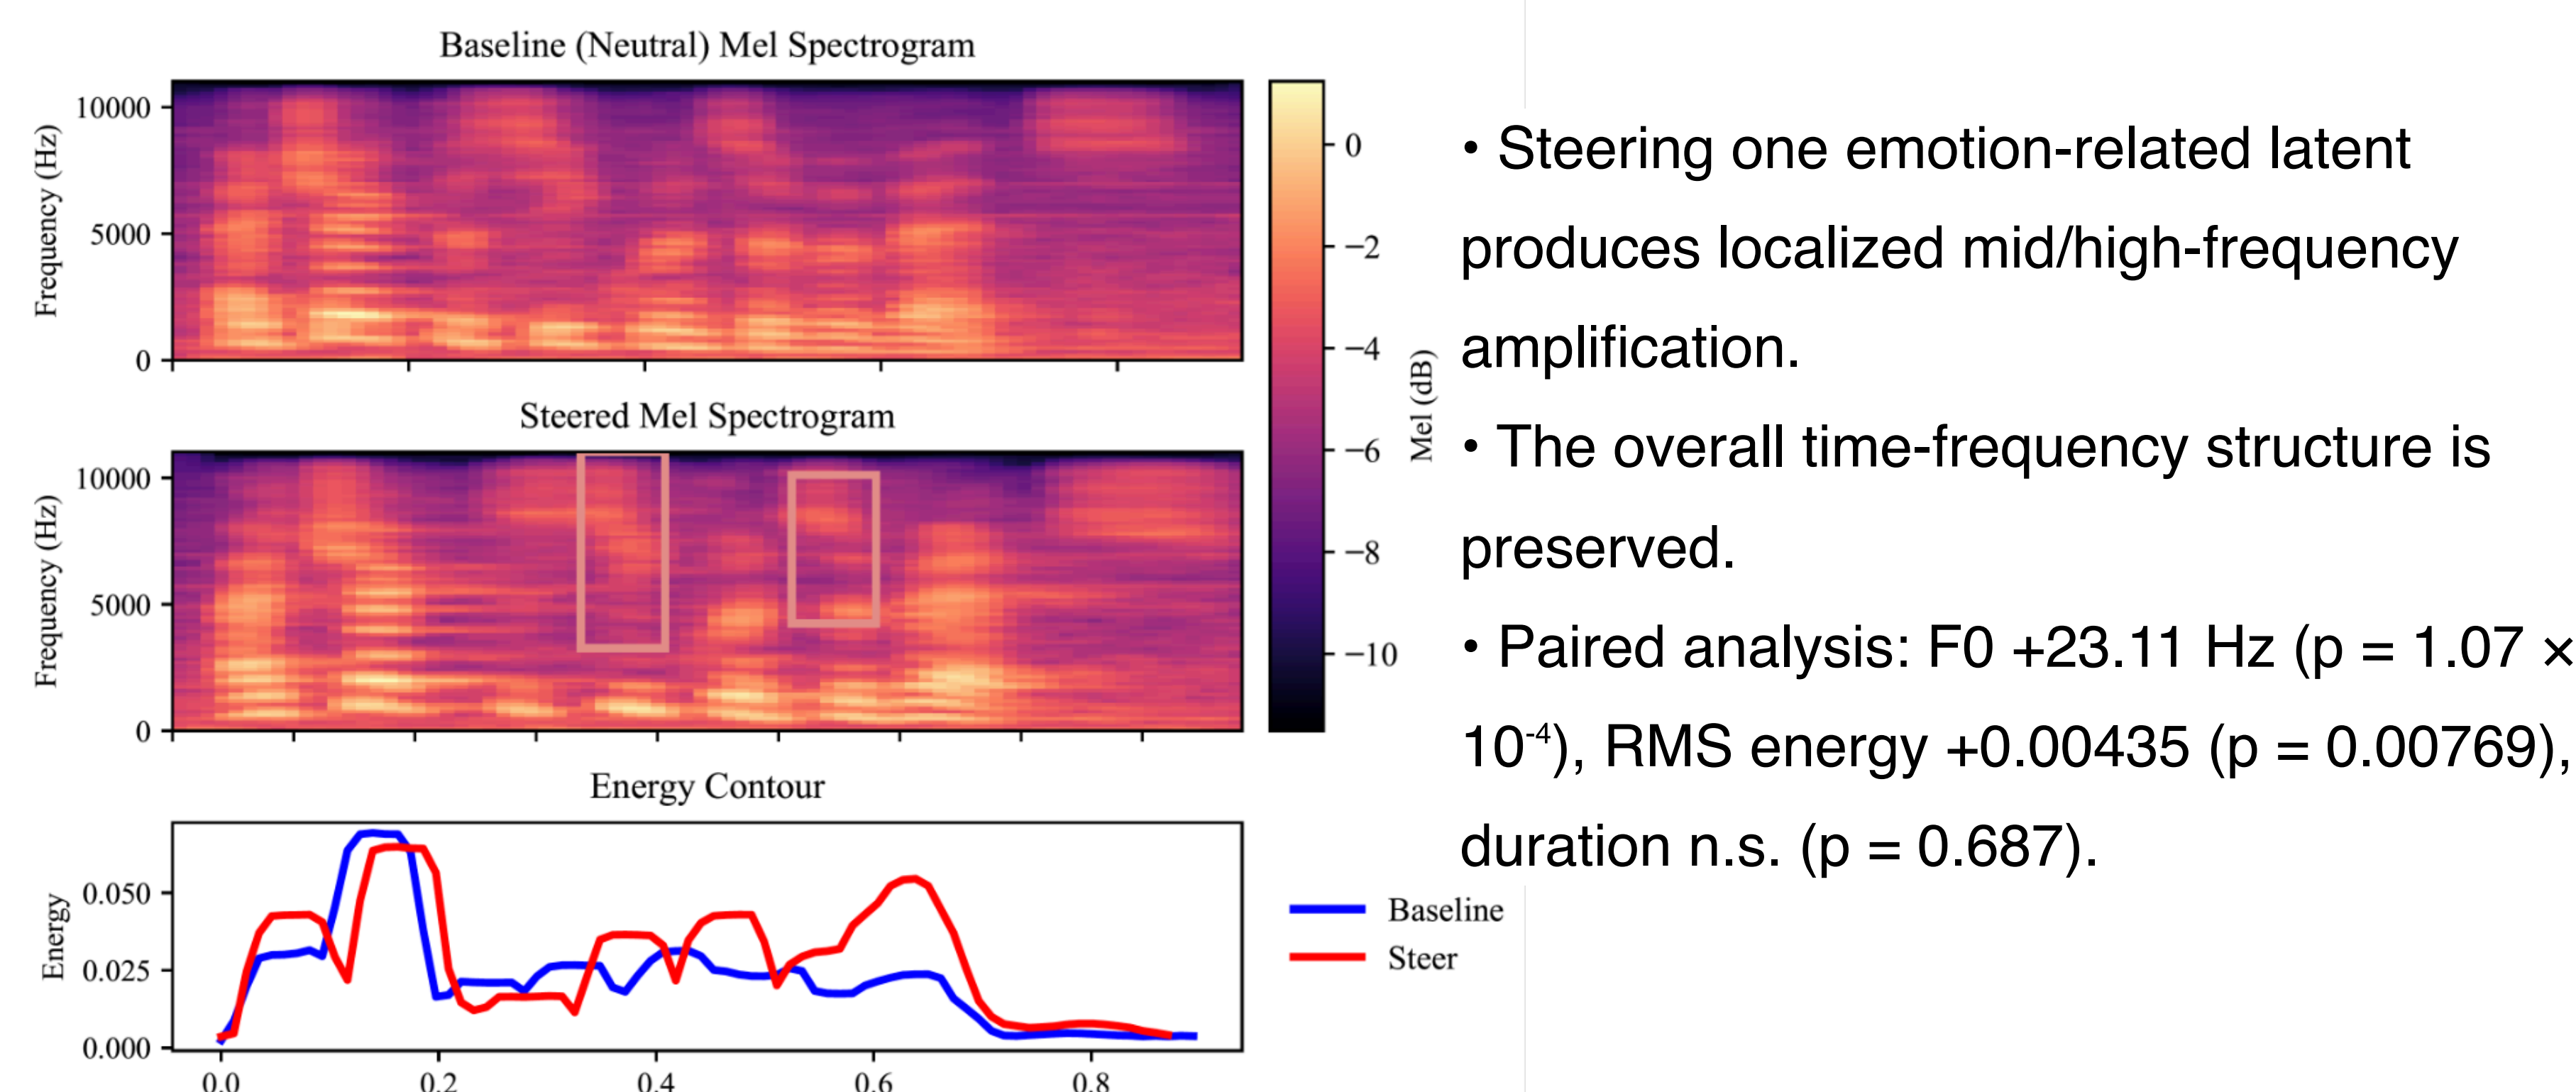 Baseline (Neutral) Mel Spectrogram
Frequency (Hz)
10000
5000
0
Steered Mel Spectrogram
Frequency (Hz)
10000
5000
0
0
−2
−4
−6
−8
−10
Mel (dB)
Energy Contour
Energy
0.050
0.025
0.000
0.0 0.2 0.4 0.6 0.8
Baseline
Steer
• Steering one emotion-related latent
produces localized mid/high-frequency
amplification.
• The overall time-frequency structure is
preserved.
• Paired analysis: F0 +23.11 Hz (p = 1.07 ×
10⁻⁴), RMS energy +0.00435 (p = 0.00769),
duration n.s. (p = 0.687).